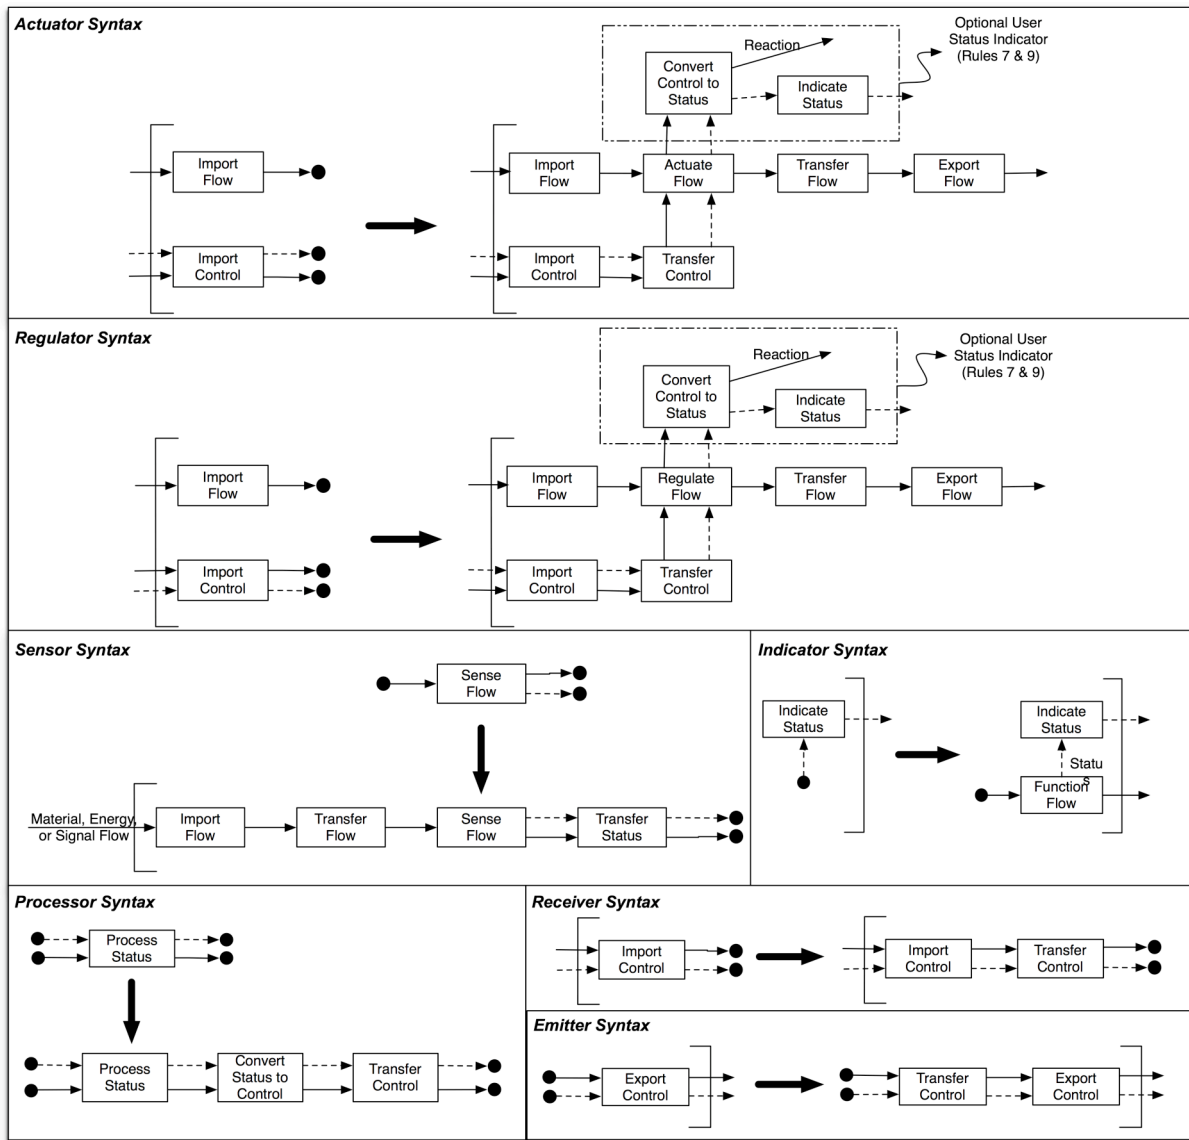 Actuator Syntax
Optional User
Status Indicator
(Rules 7 & 9)
Reaction
Convert
Control to
Status
Indicate
Status
Import
Flow
Import
Flow
Actuate
Flow
Transfer
Flow
Export
Flow
Import
Control
Import
Control
Transfer
Control
Regulator Syntax
Optional User
Status Indicator
(Rules 7 & 9)
Reaction
Convert
Control to
Status
Indicate
Status
Import
Flow
Import
Flow
Regulate
Flow
Transfer
Flow
Export
Flow
Import
Control
Import
Control
Transfer
Control
Sensor Syntax
Sense
Flow
Material, Energy,
or Signal Flow
Import
Flow
Transfer
Flow
Sense
Flow
Transfer
Status
Indicator Syntax
Indicate
Status
Indicate
Status
Statu
s
Function
Flow
Processor Syntax
Process
Status
Process
Status
Convert
Status to
Control
Transfer
Control
Receiver Syntax
Import
Control
Import
Control
Transfer
Control
Emitter Syntax
Export
Control
Transfer
Control
Export
Control